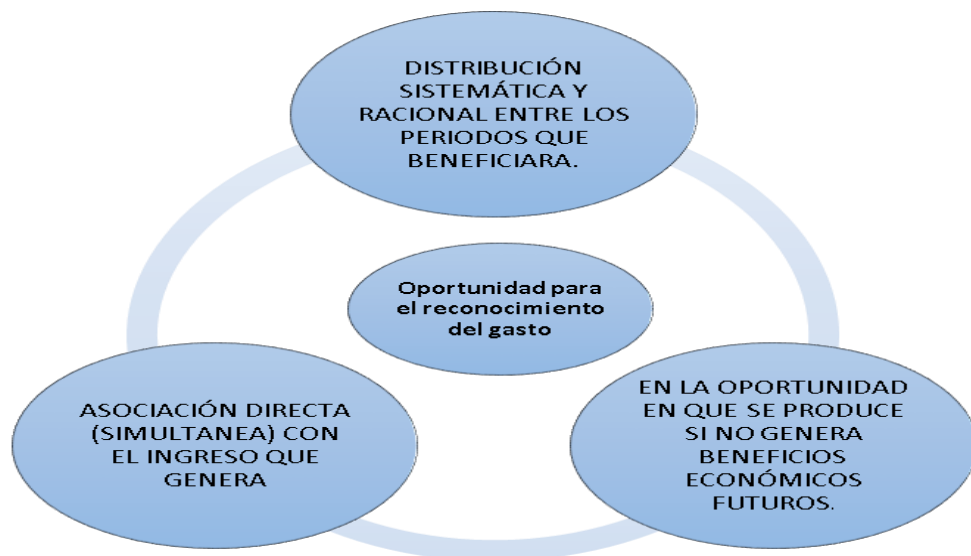 DISTRIBUCIÓN
SISTEMÁTICA Y
RACIONAL ENTRE LOS
PERIODOS QUE
BENEFICIARA.
Oportunidad para
el reconocimiento
del gasto
ASOCIACIÓN DIRECTA
(SIMULTANEA) CON
EL INGRESO QUE
GENERA
EN LA OPORTUNIDAD
EN QUE SE PRODUCE
SI NO GENERA
BENEFICIOS
ECONÓMICOS
FUTUROS.